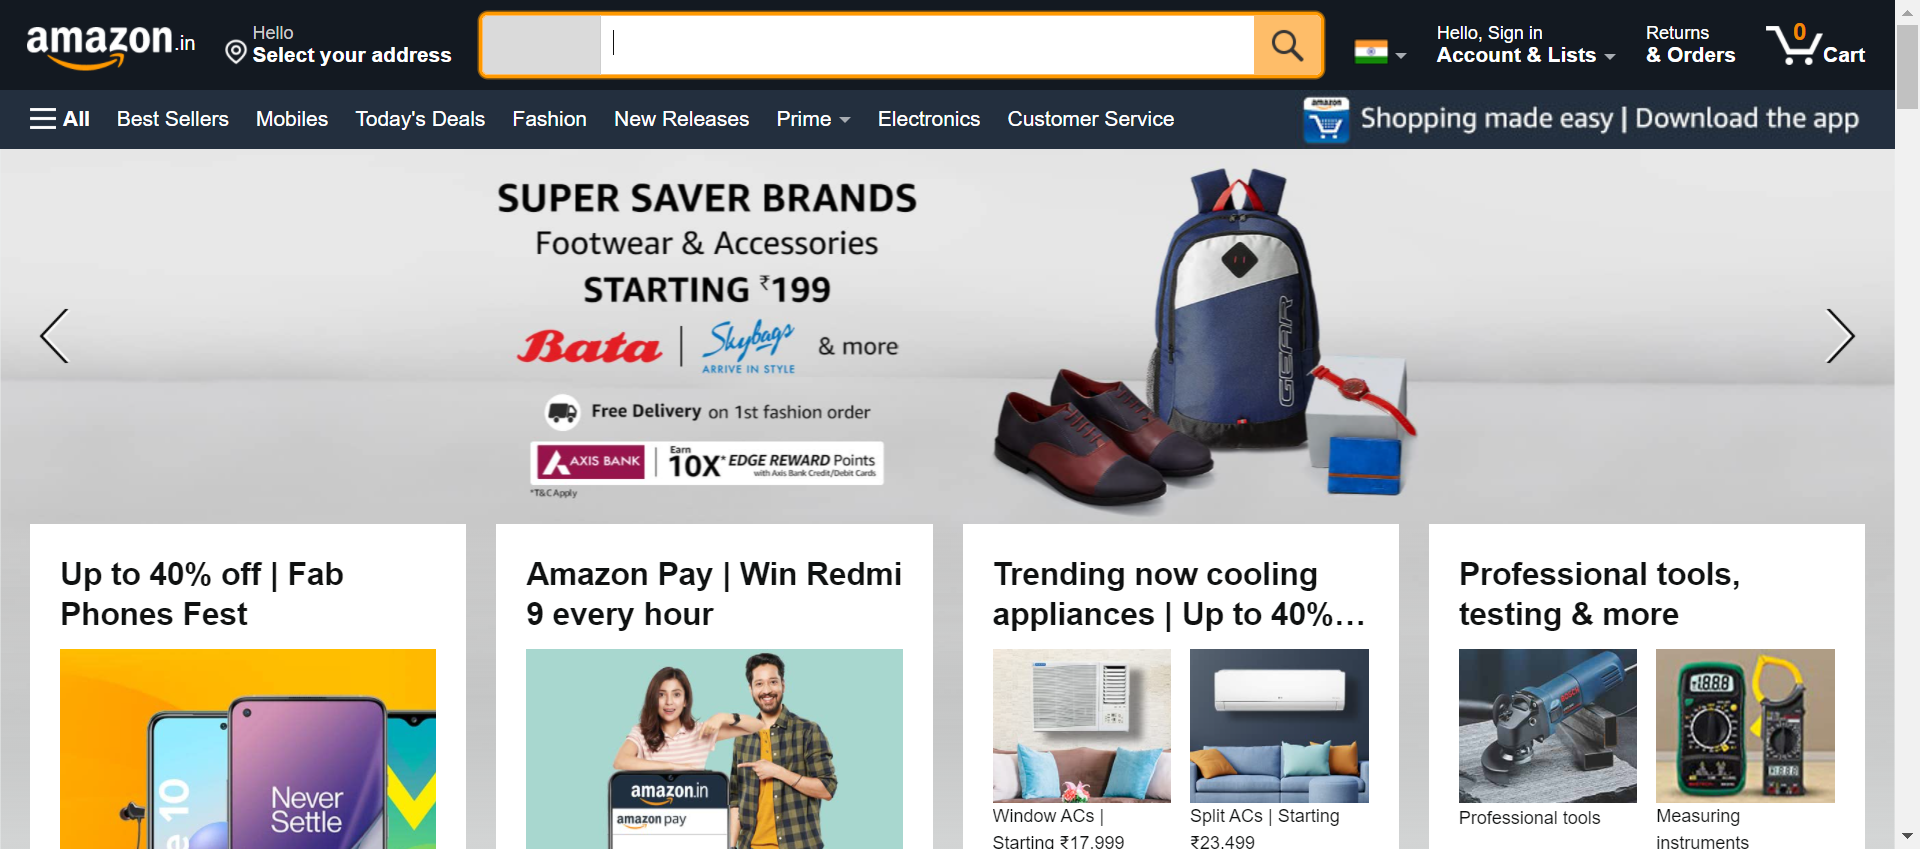 amazon.in
Hello
Select your address
Hello, Sign in
Account & Lists
Returns
& Orders
0
Cart
All
Best Sellers
Mobiles
Today's Deals
Fashion
New Releases
Prime
Electronics
Customer Service
amazon
Shopping made easy | Download the app
SUPER SAVER BRANDS
Footwear & Accessories
STARTING ₹199
Bata | Skybags & more
ARRIVE IN STYLE
Free Delivery on 1st fashion order
AXIS BANK | Earn 10X* EDGE REWARD Points
with Axis Bank Credit/Debit Cards
*T&C Apply
GEAR
Up to 40% off | Fab
Phones Fest
Amazon Pay | Win Redmi
9 every hour
Trending now cooling
appliances | Up to 40%...
Professional tools,
testing & more
Never
Settle
amazon.in
amazon pay
Window ACs |
Starting ₹17,999
Split ACs | Starting
₹23,499
Professional tools
Measuring
instruments